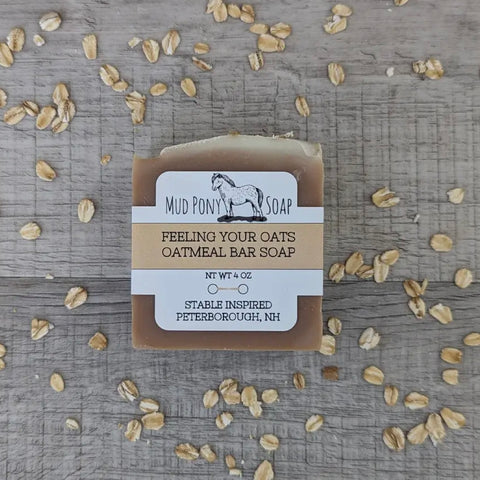 MUD PONY SOAP
FEELING YOUR OATS
OATMEAL BAR SOAP
NT WT 4 OZ
STABLE INSPIRED
PETERBOROUGH, NH